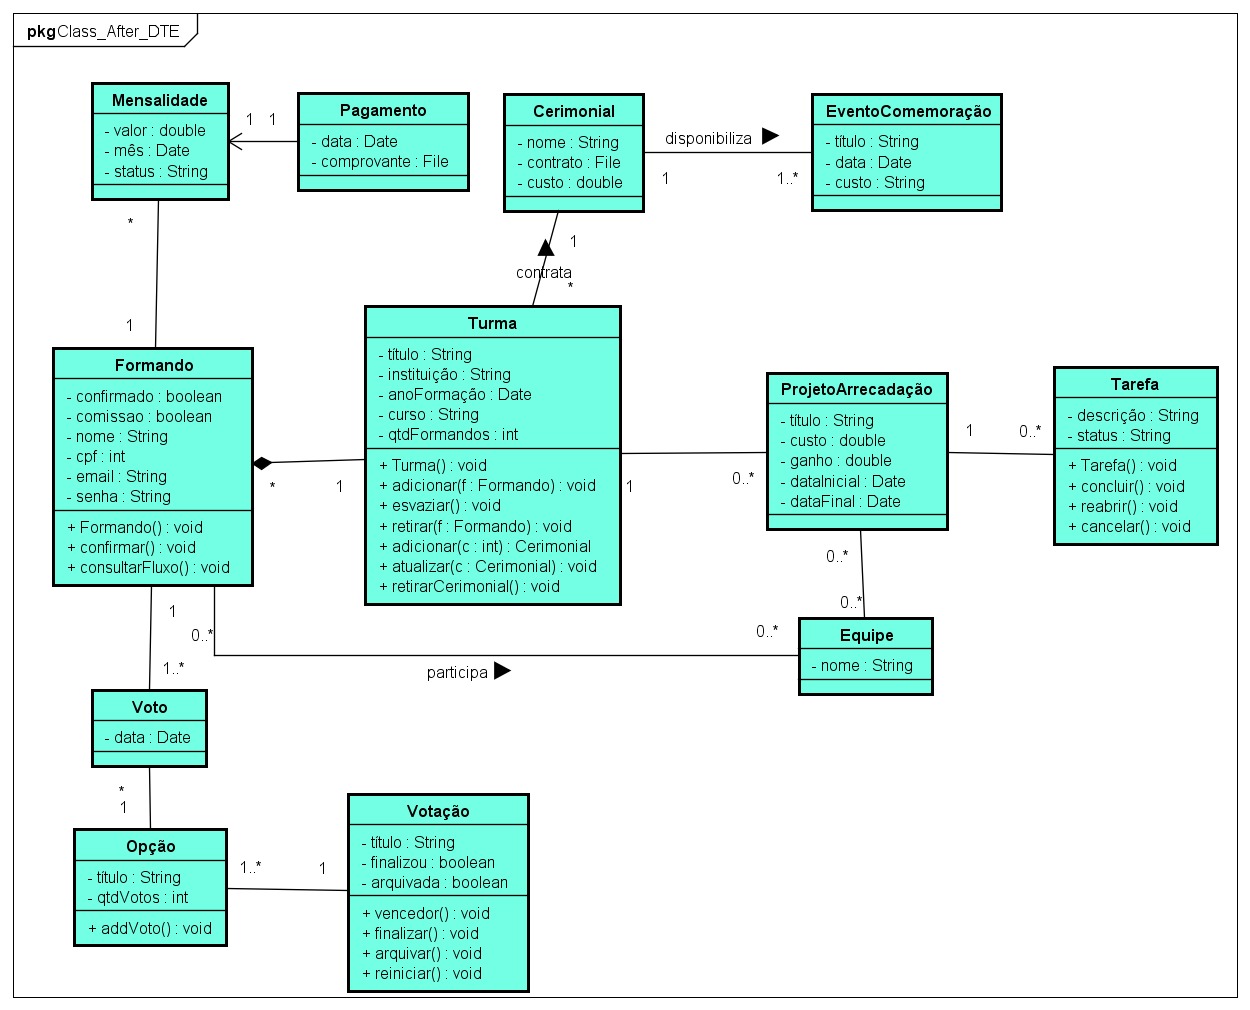 pkgClass_After_DTE
Mensalidade
- valor : double
- mês : Date
- status : String
1 1
Pagamento
- data : Date
- comprovante : File
Cerimonial
- nome : String
- contrato : File
- custo : double
disponibiliza
1
1..*
EventoComemoração
- título : String
- data : Date
- custo : String
*
1
1
contrata
*
Formando
- confirmado : boolean
- comissao : boolean
- nome : String
- cpf : int
- email : String
- senha : String
+ Formando() : void
+ confirmar() : void
+ consultarFluxo() : void
*
1
Turma
- título : String
- instituição : String
- anoFormação : Date
- curso : String
- qtdFormandos : int
+ Turma() : void
+ adicionar(f : Formando) : void
+ esvaziar() : void
+ retirar(f : Formando) : void
+ adicionar(c : int) : Cerimonial
+ atualizar(c : Cerimonial) : void
+ retirarCerimonial() : void
1
0..*
ProjetoArrecadação
- título : String
- custo : double
- ganho : double
- dataInicial : Date
- dataFinal : Date
1
0..*
Tarefa
- descrição : String
- status : String
+ Tarefa() : void
+ concluir() : void
+ reabrir() : void
+ cancelar() : void
0..*
0..*
1
0..*
0..*
participa
Equipe
- nome : String
1..*
Voto
- data : Date
*
1
Opção
- título : String
- qtdVotos : int
+ addVoto() : void
1..*
1
Votação
- título : String
- finalizou : boolean
- arquivada : boolean
+ vencedor() : void
+ finalizar() : void
+ arquivar() : void
+ reiniciar() : void